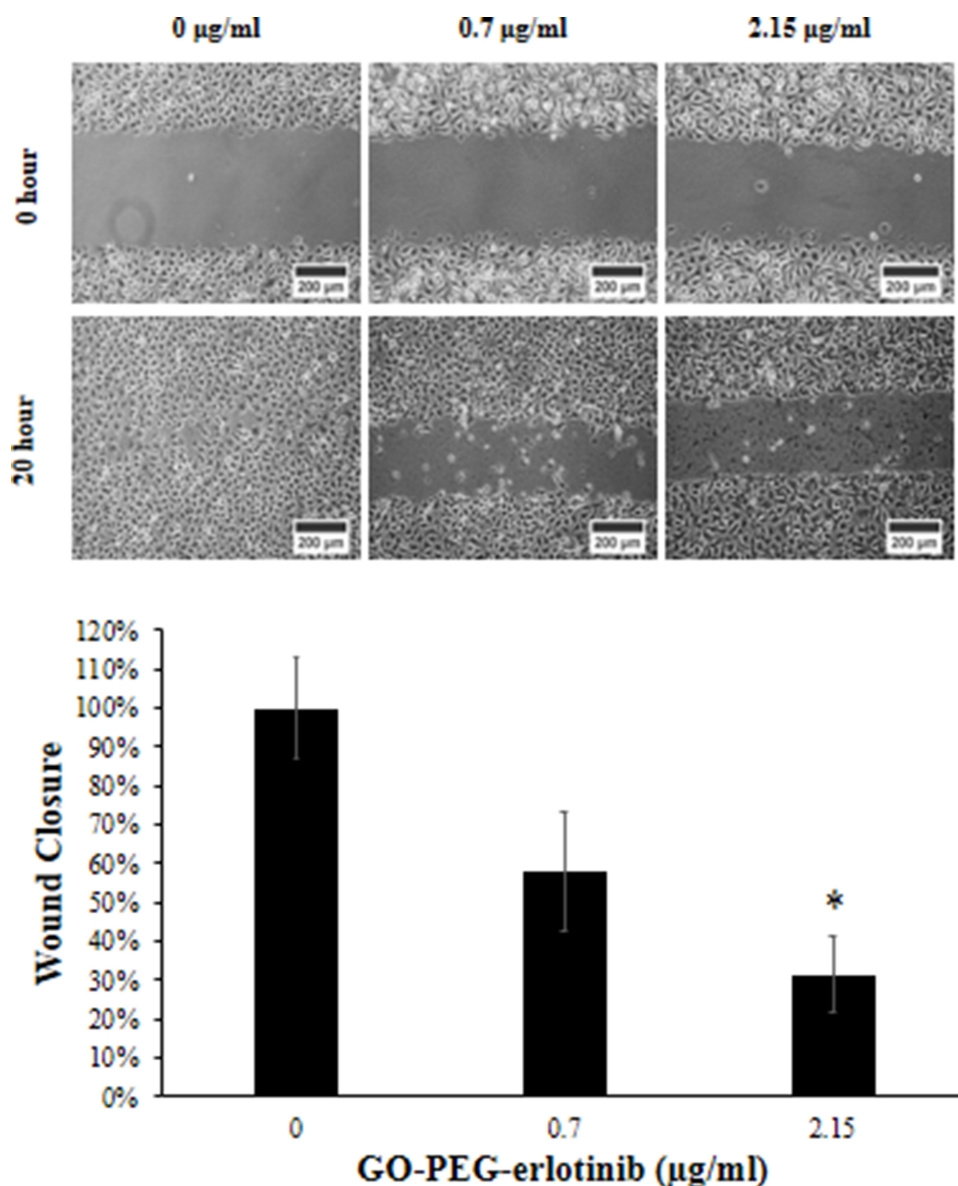 0 µg/ml 0.7 µg/ml 2.15 µg/ml
0 hour
200 µm 200 µm 200 µm
20 hour
200 µm 200 µm 200 µm
120%
110%
100%
90%
80%
70%
60%
50%
*
40%
30%
20%
10%
0%
Wound Closure
0 0.7 2.15
GO-PEG-erlotinib (µg/ml)